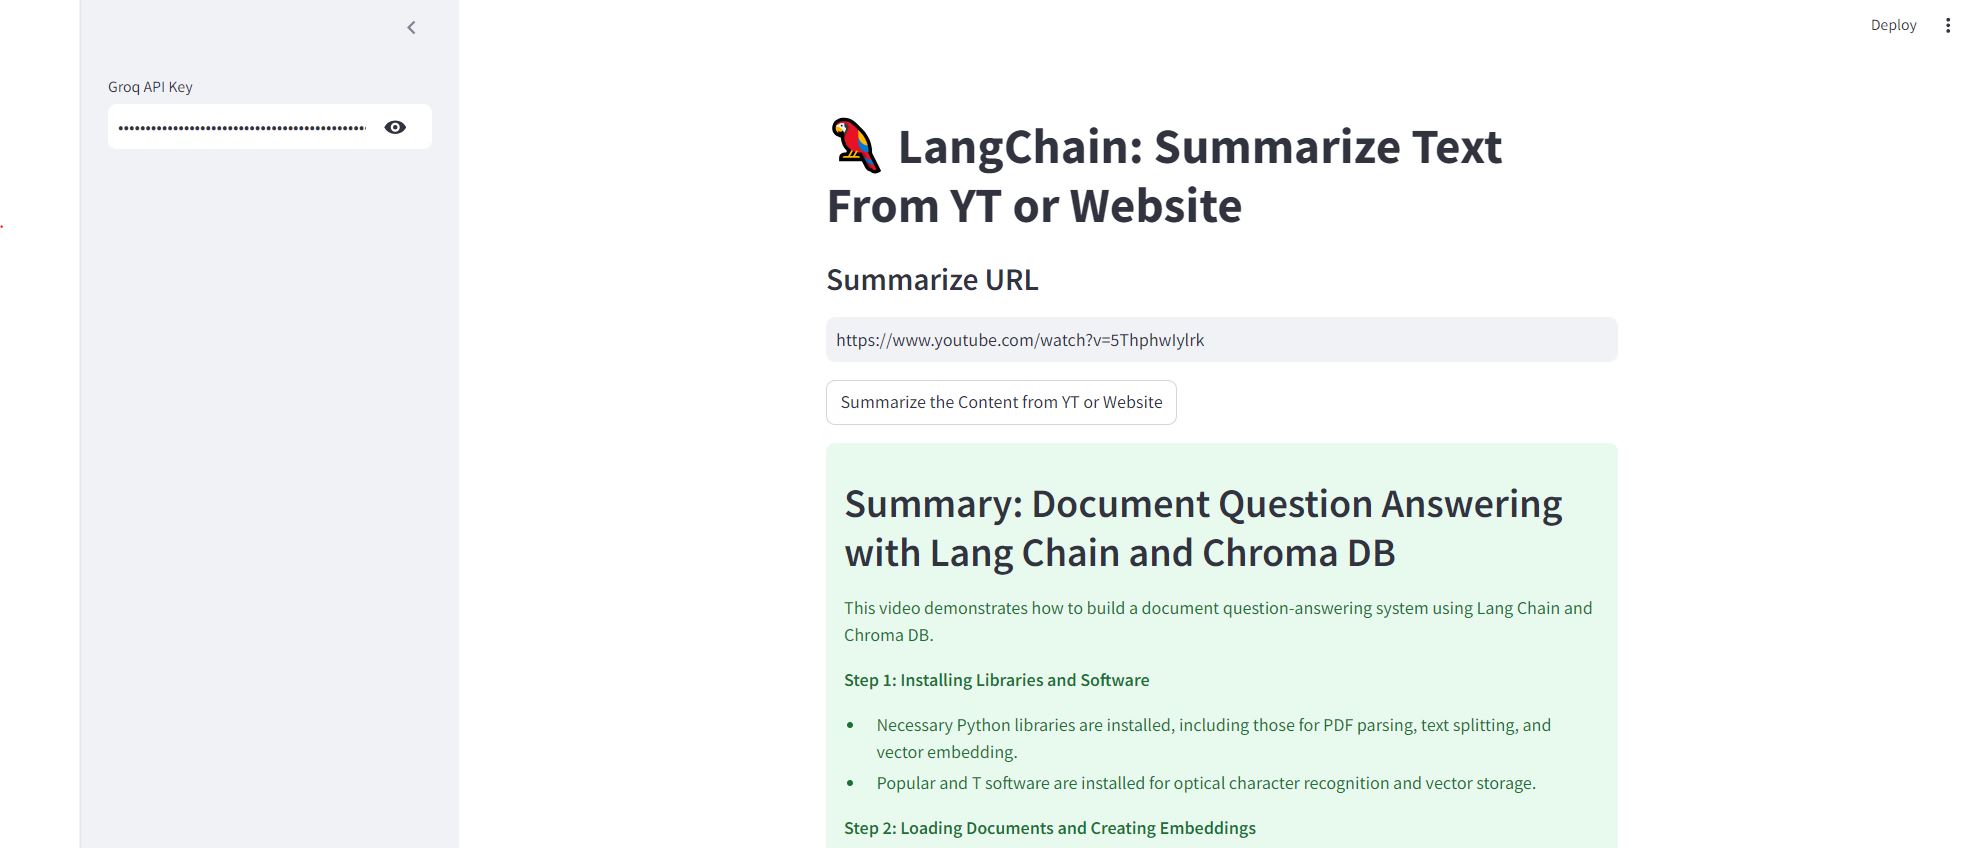 Deploy
Groq API Key
LangChain: Summarize Text
From YT or Website
Summarize URL
https://www.youtube.com/watch?v=5ThphwIylrk
Summarize the Content from YT or Website
Summary: Document Question Answering
with Lang Chain and Chroma DB
This video demonstrates how to build a document question-answering system using Lang Chain and
Chroma DB.
Step 1: Installing Libraries and Software
• Necessary Python libraries are installed, including those for PDF parsing, text splitting, and
vector embedding.
• Popular and T software are installed for optical character recognition and vector storage.
Step 2: Loading Documents and Creating Embeddings